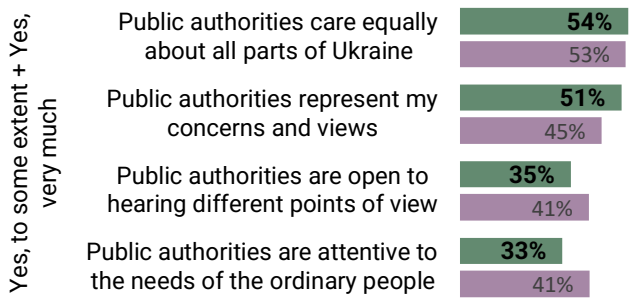 Yes, to some extent + Yes,
very much
Public authorities care equally
about all parts of Ukraine
54%
53%
Public authorities represent my
concerns and views
51%
45%
Public authorities are open to
hearing different points of view
35%
41%
Public authorities are attentive to
the needs of the ordinary people
33%
41%